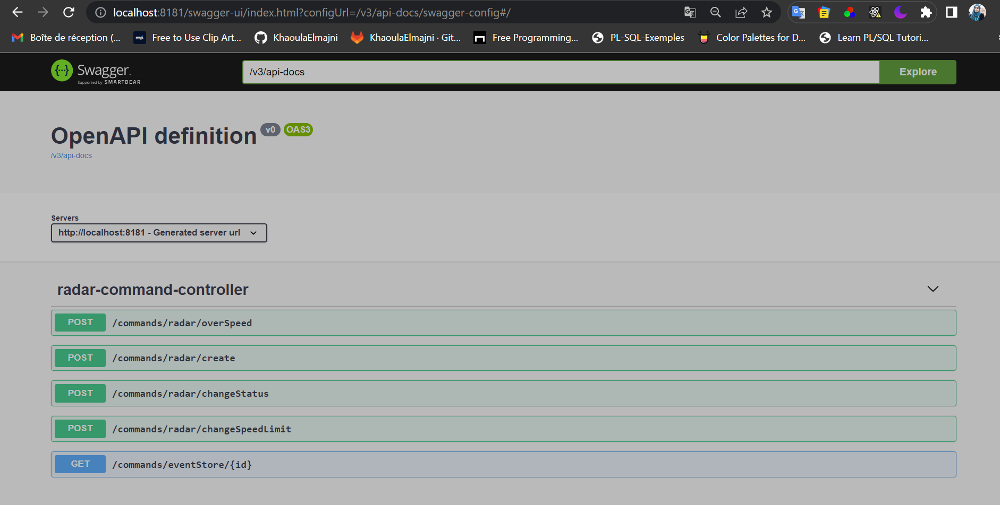 localhost:8181/swagger-ui/index.html?configUrl=/v3/api-docs/swagger-config#/
Boîte de réception (... Free to Use Clip Art... KhaoulaElmajni KhaoulaElmajni · Git... Free Programming... PL-SQL-Exemples Color Palettes for D... Learn PL/SQL Tutori...
Swagger
Supported by SMARTBEAR
/v3/api-docs
Explore
OpenAPI definition v0 OAS3
/v3/api-docs
Servers
http://localhost:8181 - Generated server url
radar-command-controller
POST /commands/radar/overSpeed
POST /commands/radar/create
POST /commands/radar/changeStatus
POST /commands/radar/changeSpeedLimit
GET /commands/eventStore/{id}